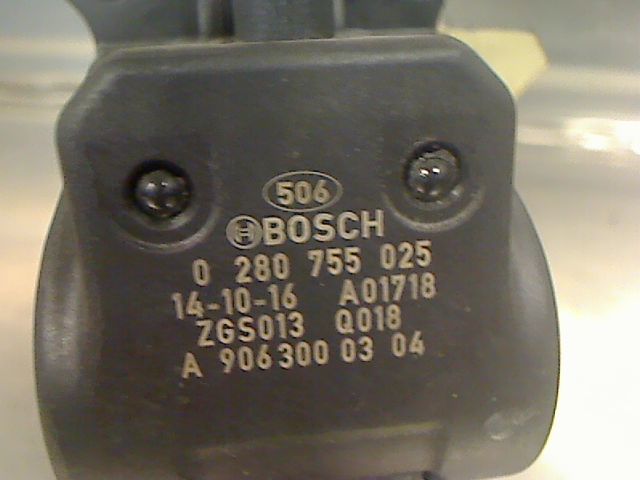 506
BOSCH
0 280 755 025
14-10-16 A01718
ZGS013 Q018
A 906 300 03 04